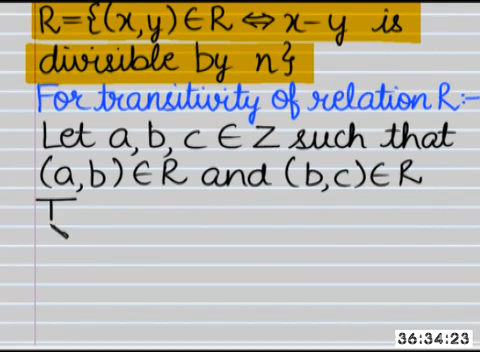 R={(x,y)∈R ⇔ x-y is
divisible by n}
For transitivity of relation R:-
Let a, b, c ∈ Z such that
(a,b)∈R and (b,c)∈R
T
36:34:23